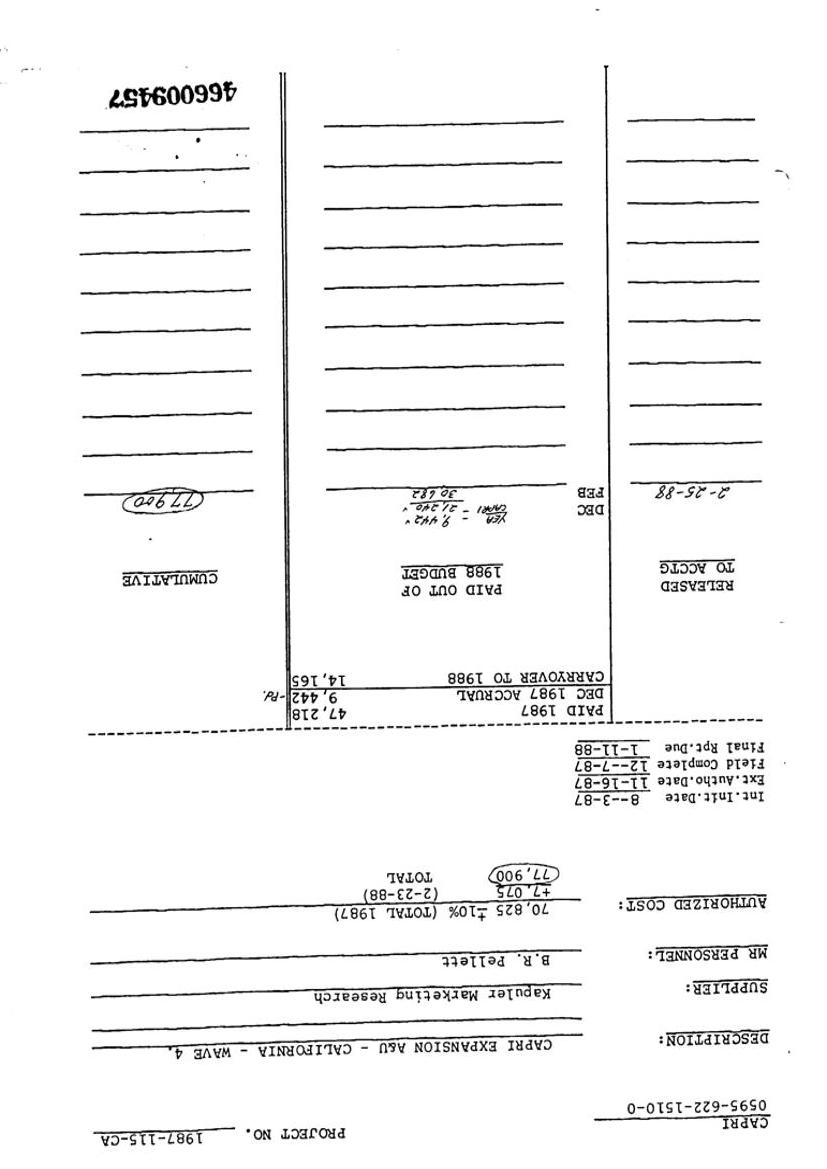 CAPRI
0595-622-1510-0
PROJECT NO. 1987-115-CA
DESCRIPTION: CAPRI EXPANSION A&U - CALIFORNIA - WAVE 4.
SUPPLIER: Kapuler Marketing Research
MR PERSONNEL: B.R. Pellett
AUTHORIZED COST: 70,825 ±10% (TOTAL 1987)
+7,075 (2-23-88)
77,900 TOTAL
Int.Init.Date 8--3-87
Ext.Autho.Date 11-16-87
Field Complete 12--7-87
Final Rpt.Due 1-11-88
PAID 1987 47,218
DEC 1987 ACCRUAL 9,442 -Pd.
CARRYOVER TO 1988 14,165
RELEASED TO ACCTG
PAID OUT OF 1988 BUDGET
CUMULATIVE
DEC YEA - 9,442 ✓
CAPRI - 21,240 ✓
2-25-88 FEB 30 682 77,900
466009457